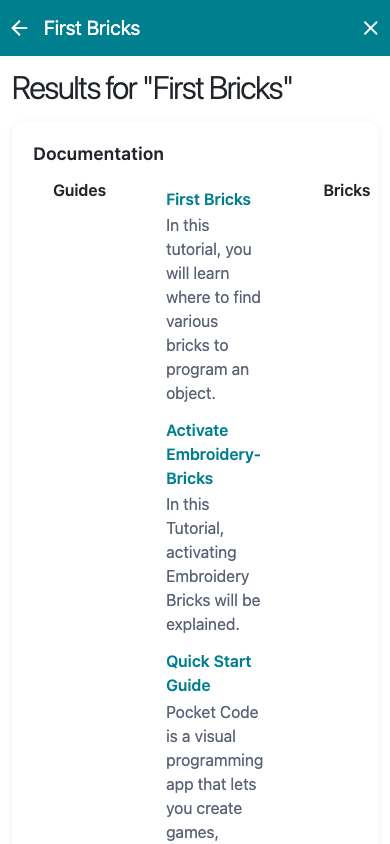 First Bricks
Results for "First Bricks"
Documentation
Guides
First Bricks
In this
tutorial, you
will learn
where to find
various
bricks to
program an
object.
Activate
Embroidery-
Bricks
In this
Tutorial,
activating
Embroidery
Bricks will be
explained.
Quick Start
Guide
Pocket Code
is a visual
programming
app that lets
you create
games,
Bricks